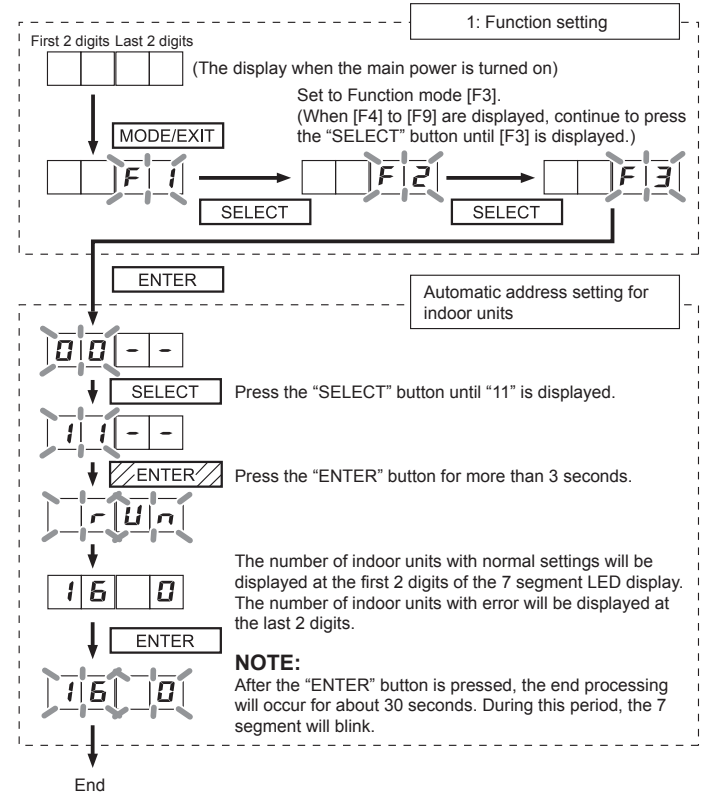 1: Function setting
First 2 digits Last 2 digits
(The display when the main power is turned on)
Set to Function mode [F3].
(When [F4] to [F9] are displayed, continue to press
the “SELECT” button until [F3] is displayed.)
MODE/EXIT
F 1
F 2
F 3
SELECT
SELECT
ENTER
Automatic address setting for
indoor units
0 0 - -
SELECT
Press the “SELECT” button until “11” is displayed.
1 1 - -
ENTER
Press the “ENTER” button for more than 3 seconds.
r U n
The number of indoor units with normal settings will be
displayed at the first 2 digits of the 7 segment LED display.
The number of indoor units with error will be displayed at
the last 2 digits.
1 6 0
ENTER
NOTE:
After the “ENTER” button is pressed, the end processing
will occur for about 30 seconds. During this period, the 7
segment will blink.
1 6 0
End